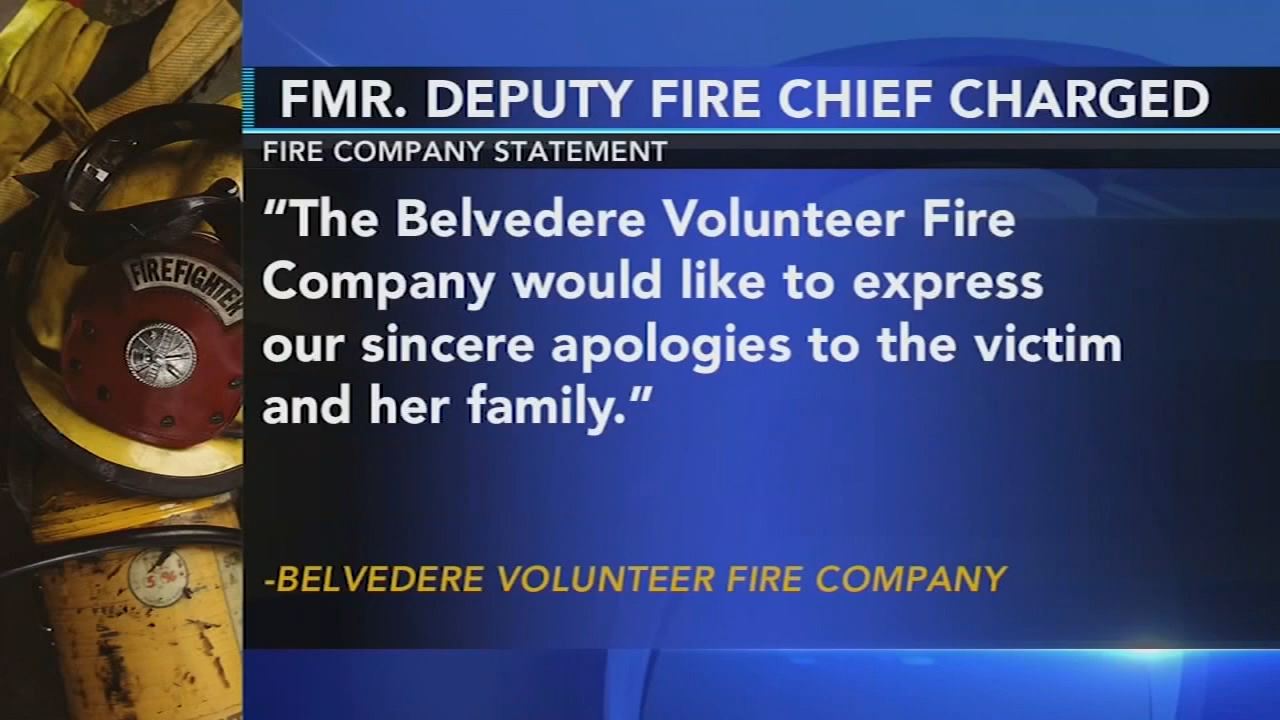 FMR. DEPUTY FIRE CHIEF CHARGED
FIRE COMPANY STATEMENT
“The Belvedere Volunteer Fire
Company would like to express
our sincere apologies to the victim
and her family.”
-BELVEDERE VOLUNTEER FIRE COMPANY
FIREFIGHTER
5%